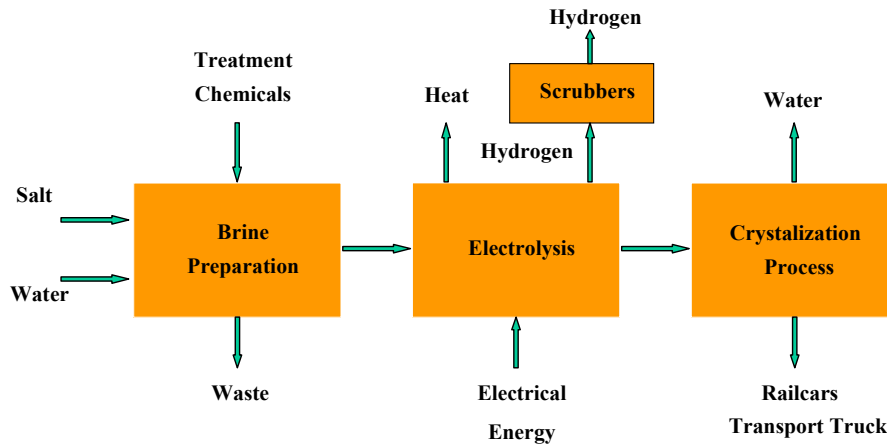 Hydrogen
Treatment
Chemicals
Heat
Scrubbers
Water
Hydrogen
Salt
Brine
Preparation
Electrolysis
Crystalization
Process
Water
Waste
Electrical
Energy
Railcars
Transport Truck